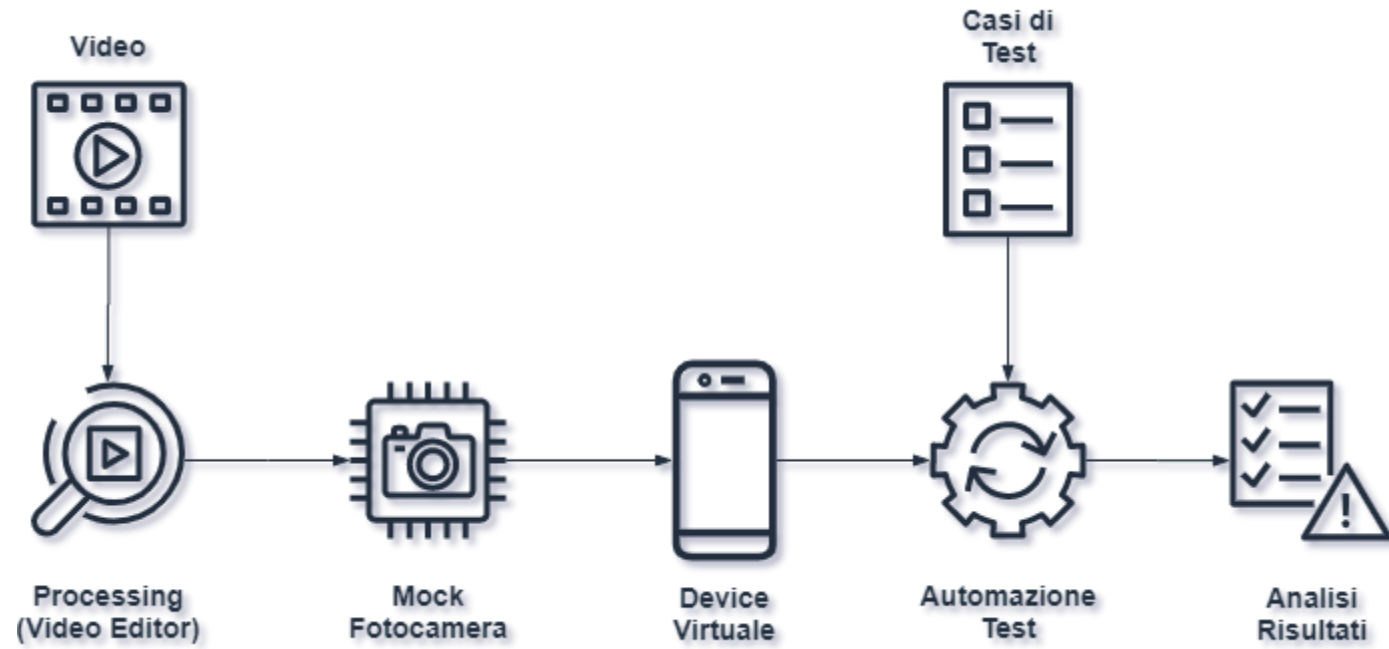 Video
Casi di
Test
Processing
(Video Editor)
Mock
Fotocamera
Device
Virtuale
Automazione
Test
Analisi
Risultati